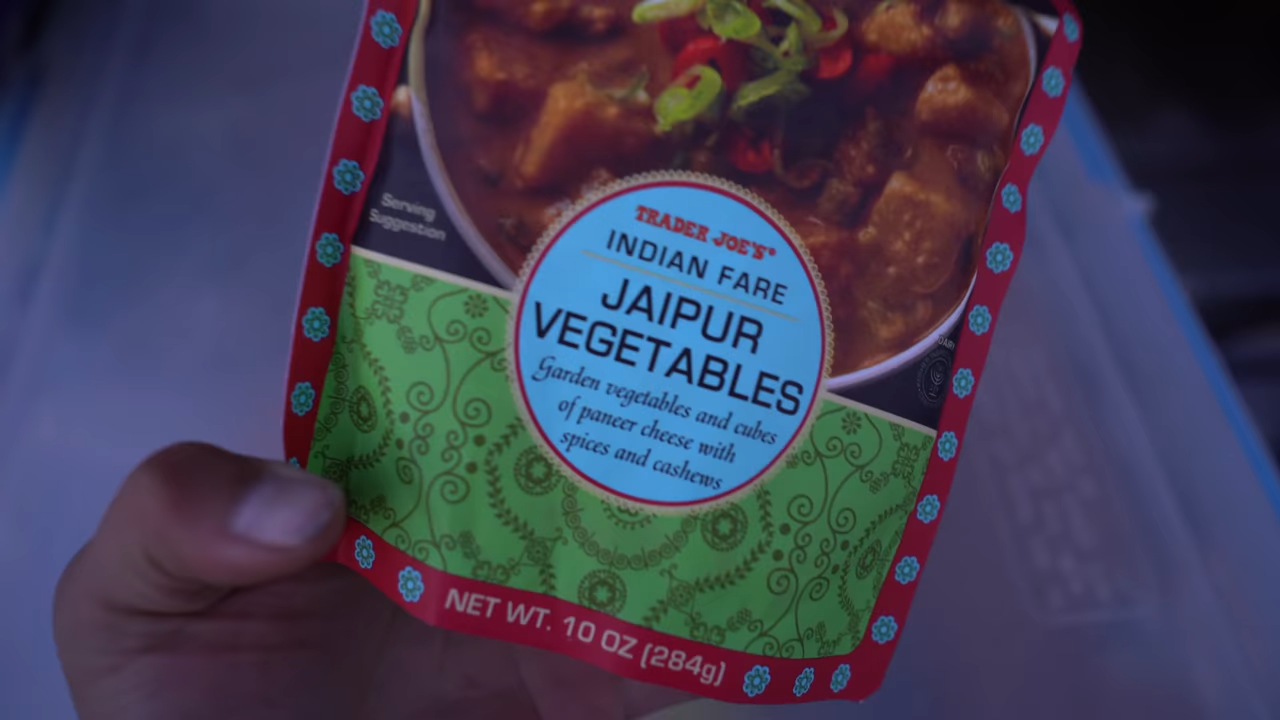 Serving
Suggestion
TRADER JOE'S®
INDIAN FARE
JAIPUR
VEGETABLES
Garden vegetables and cubes
of paneer cheese with
spices and cashews
DAIRY
NET WT. 10 OZ (284g)